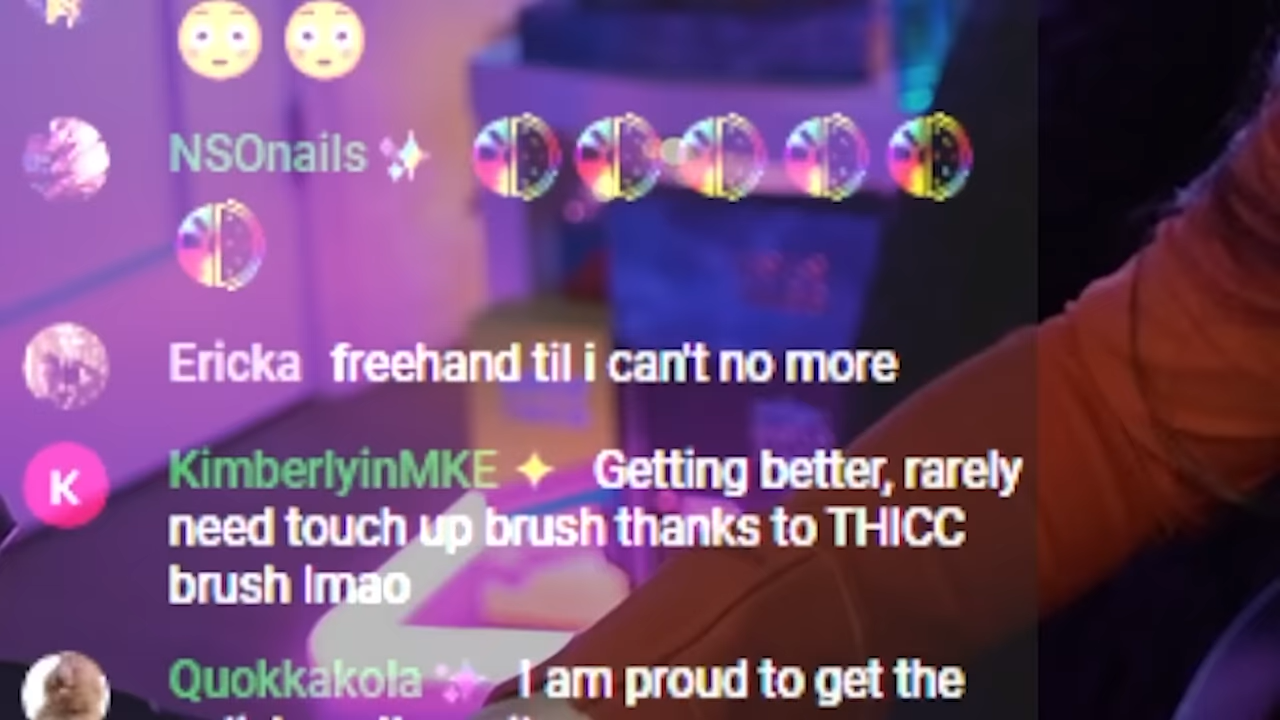 NSOnails
Ericka freehand til i can't no more
K KimberlyinMKE Getting better, rarely
need touch up brush thanks to THICC
brush lmao
Quokkakola I am proud to get the